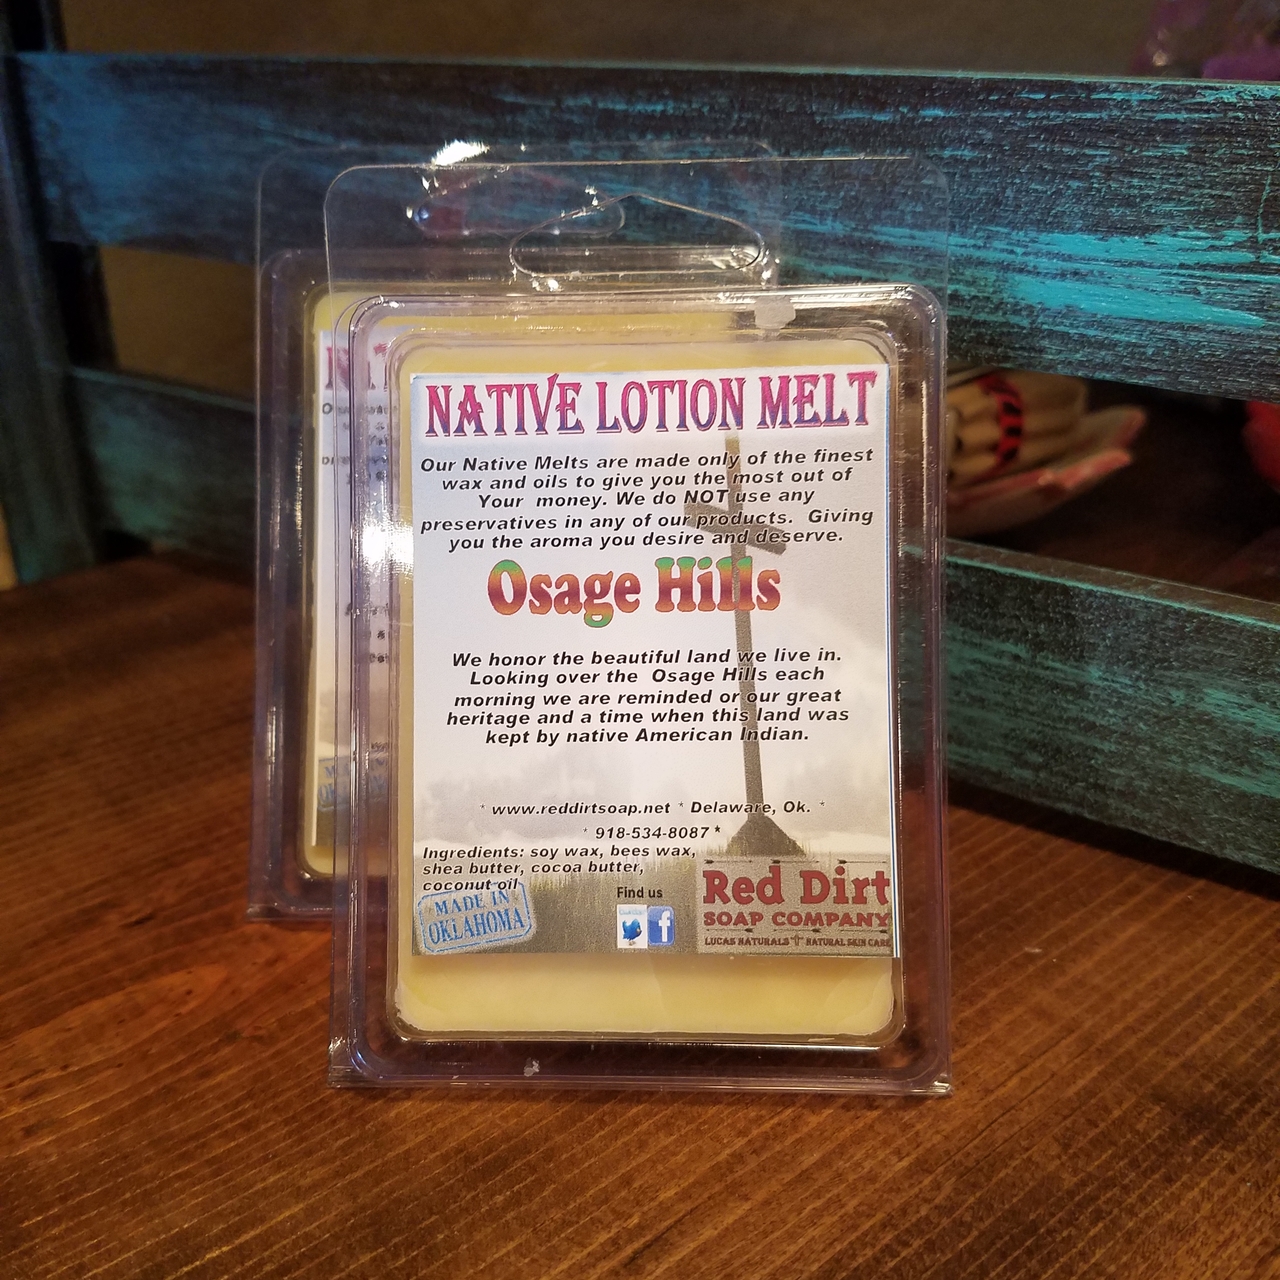 NATIVE LOTION MELT
Our Native Melts are made only of the finest
wax and oils to give you the most out of
Your money. We do NOT use any
preservatives in any of our products. Giving
you the aroma you desire and deserve.
Osage Hills
We honor the beautiful land we live in.
Looking over the Osage Hills each
morning we are reminded or our great
heritage and a time when this land was
kept by native American Indian.
* www.reddirtsoap.net * Delaware, Ok. *
* 918-534-8087 *
Ingredients: soy wax, bees wax,
shea butter, cocoa butter,
coconut oil
MADE IN
OKLAHOMA
Find us
f
Red Dirt
SOAP COMPANY
LUCAS NATURALS NATURAL SKIN CARE